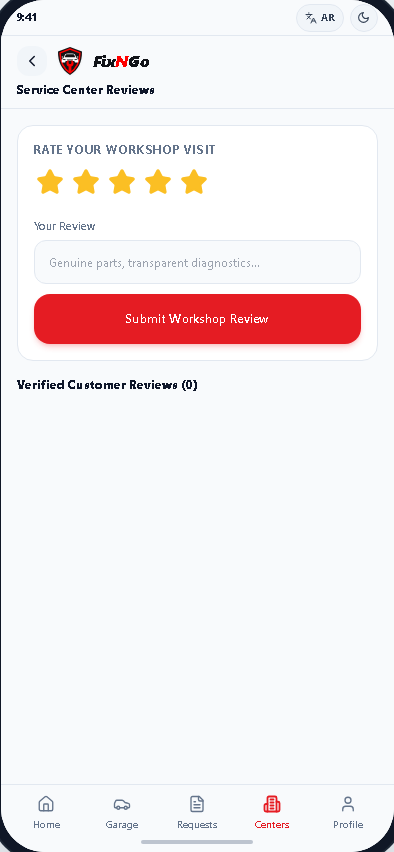 9:41
AR
FixNGo
Service Center Reviews
RATE YOUR WORKSHOP VISIT
Your Review
Genuine parts, transparent diagnostics...
Submit Workshop Review
Verified Customer Reviews (0)
Home
Garage
Requests
Centers
Profile